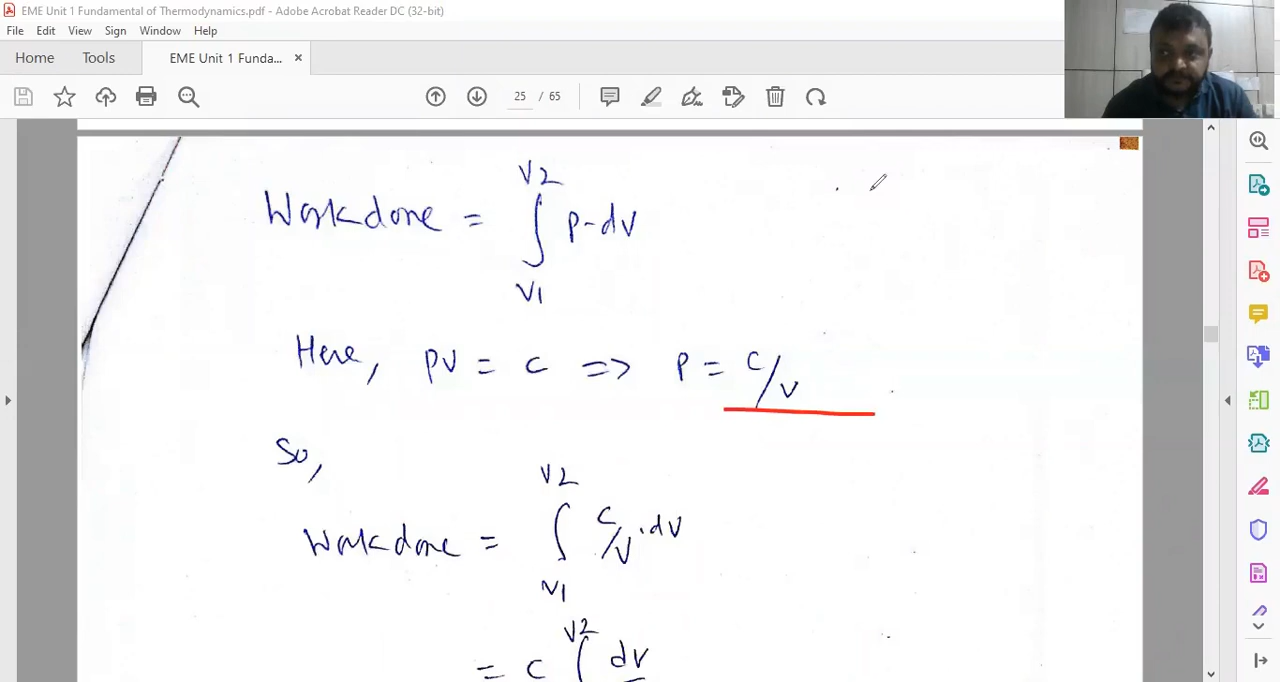 EME Unit 1 Fundamental of Thermodynamics.pdf - Adobe Acrobat Reader DC (32-bit)
File Edit View Sign Window Help
Home Tools EME Unit 1 Funda... ×
25 / 65
Workdone = ∫ V1 V2 P-dV
Here, PV = C => P = C/V
So,
Workdone = ∫ V1 V2 C/V .dV
= C ∫ V2 dV